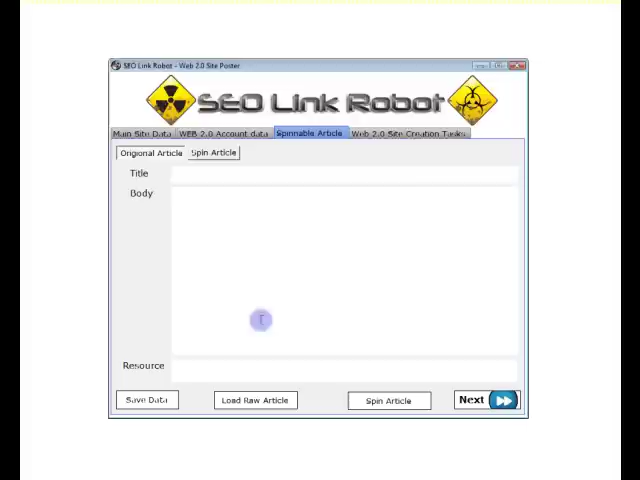 SEO Link Robot - Web 2.0 Site Poster
SEO Link Robot
Main Site Data WEB 2.0 Account data Spinnable Article Web 2.0 Site Creation Tasks
Origional Article Spin Article
Title
Body
Resource
Save Data Load Raw Article Spin Article Next